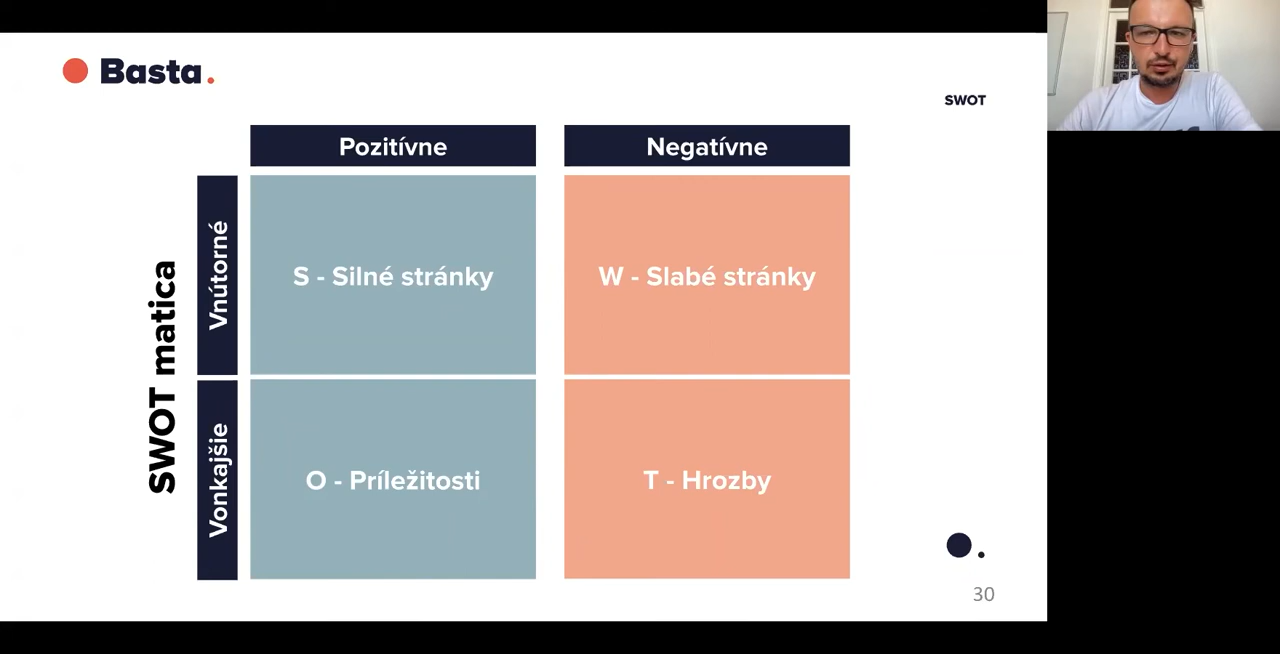 Basta.
SWOT
Pozitívne
Negatívne
SWOT matica
Vnútorné
S - Silné stránky
W - Slabé stránky
Vonkajšie
O - Príležitosti
T - Hrozby
30